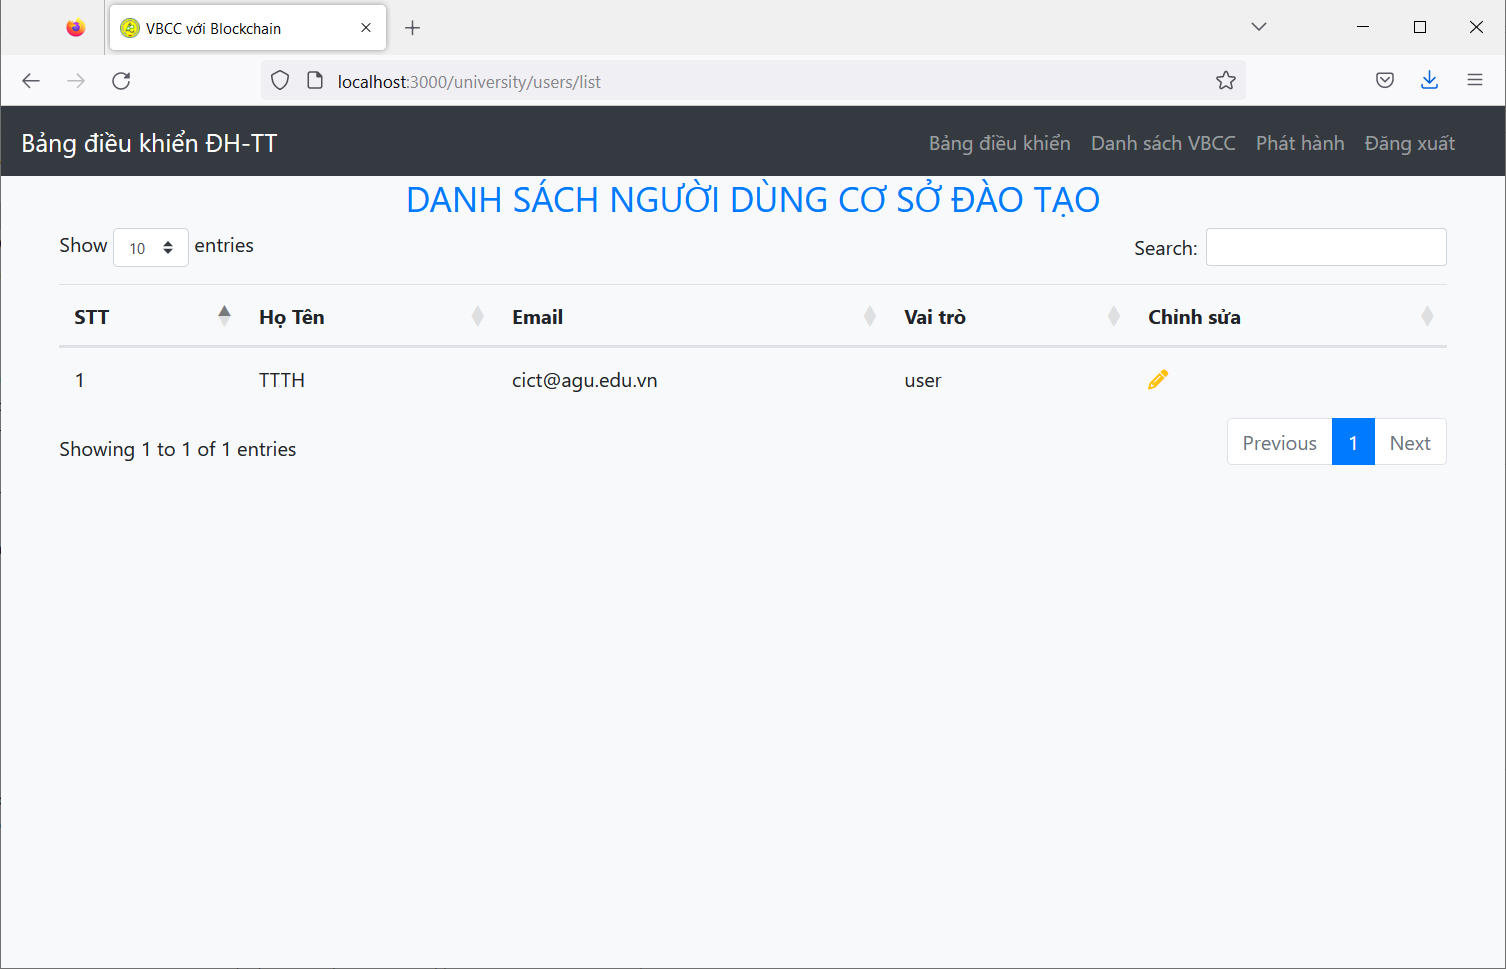 VBCC với Blockchain
localhost:3000/university/users/list
Bảng điều khiển ĐH-TT
Bảng điều khiển Danh sách VBCC Phát hành Đăng xuất
DANH SÁCH NGƯỜI DÙNG CƠ SỞ ĐÀO TẠO
Show 10 entries
Search:
STT Họ Tên Email Vai trò Chỉnh sửa
1 TTTH cict@agu.edu.vn user
Showing 1 to 1 of 1 entries
Previous 1 Next